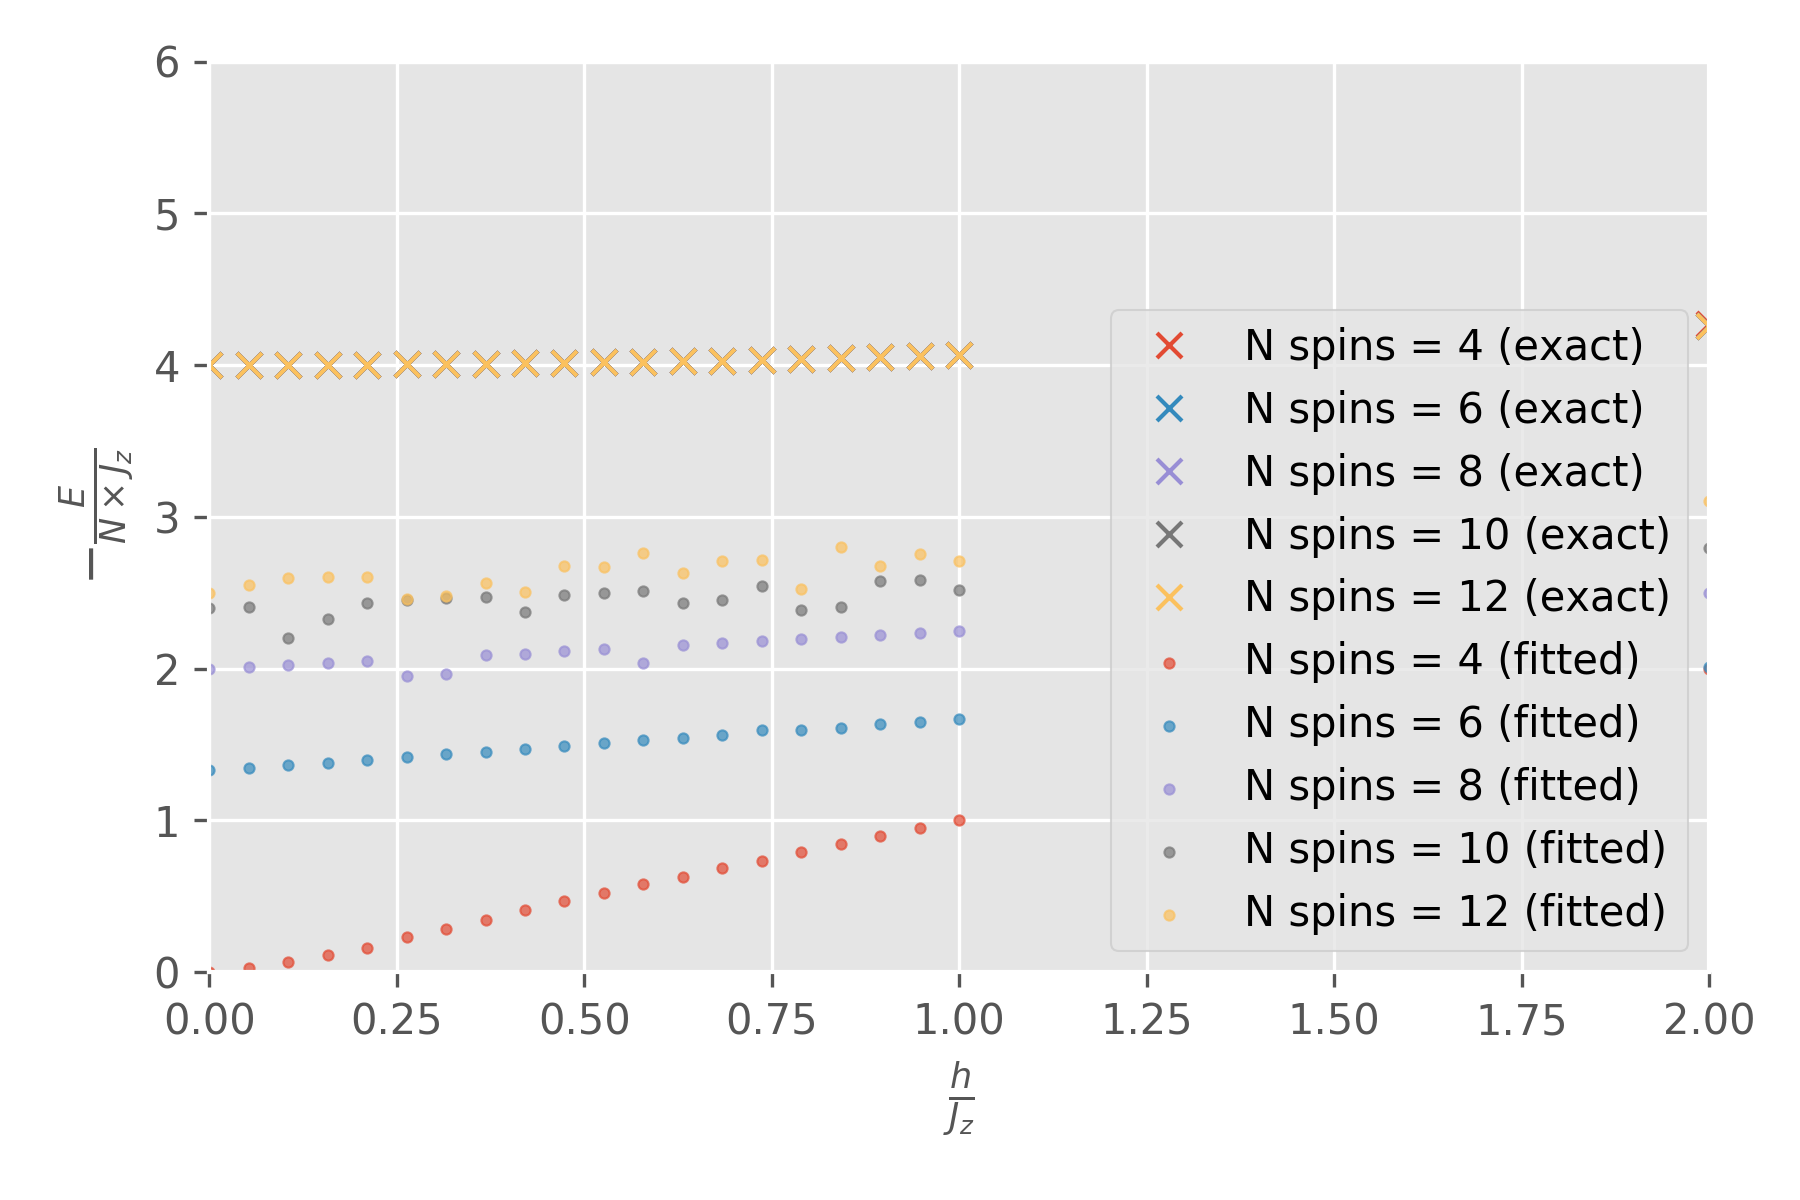 6
5
4
3
2
1
0
− E / N × J_z
0.00 0.25 0.50 0.75 1.00 1.25 1.50 1.75 2.00
h / J_z
N spins = 4 (exact)
N spins = 6 (exact)
N spins = 8 (exact)
N spins = 10 (exact)
N spins = 12 (exact)
N spins = 4 (fitted)
N spins = 6 (fitted)
N spins = 8 (fitted)
N spins = 10 (fitted)
N spins = 12 (fitted)